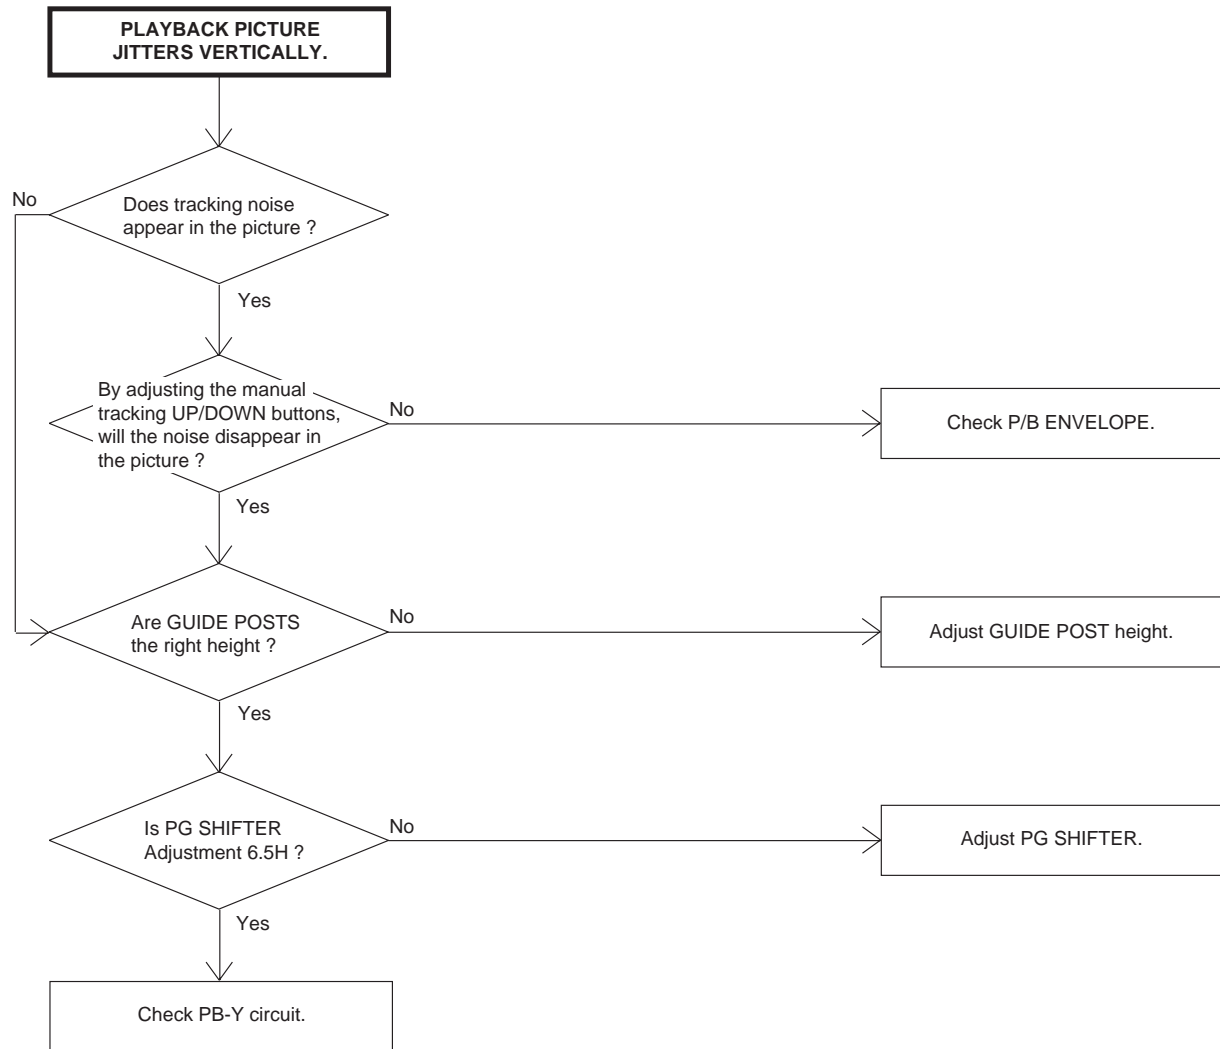 PLAYBACK PICTURE
JITTERS VERTICALLY.
No
Does tracking noise
appear in the picture ?
Yes
By adjusting the manual
tracking UP/DOWN buttons,
will the noise disappear in
the picture ?
No
Check P/B ENVELOPE.
Yes
Are GUIDE POSTS
the right height ?
No
Adjust GUIDE POST height.
Yes
Is PG SHIFTER
Adjustment 6.5H ?
No
Adjust PG SHIFTER.
Yes
Check PB-Y circuit.